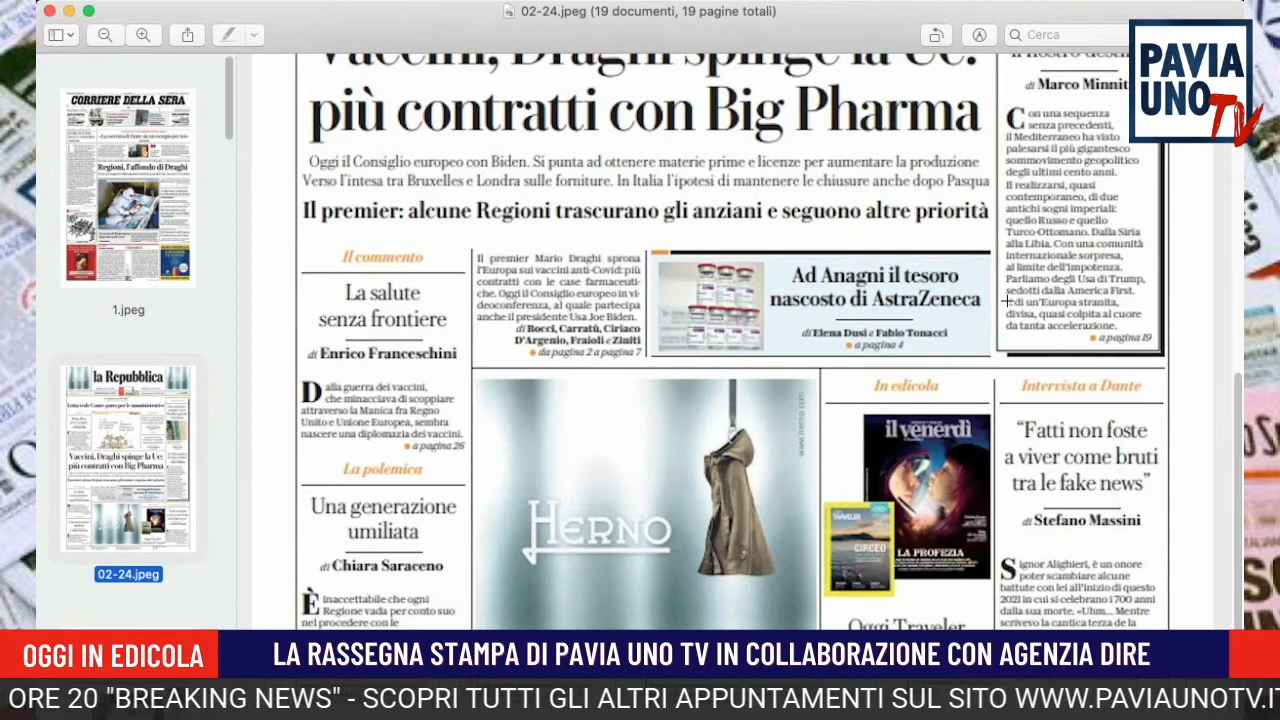 02-24.jpeg (19 documenti, 19 pagine totali)
Cerca
PAVIA
UNO
TV
CORRIERE DELLA SERA
Regioni, l'affondo di Draghi
1.jpeg
la Repubblica
Vaccini, Draghi spinge la Ue:
più contratti con Big Pharma
02-24.jpeg
Vaccini, Draghi spinge la Ue:
più contratti con Big Pharma
Oggi il Consiglio europeo con Biden. Si punta ad ottenere materie prime e licenze per aumentare la produzione
Verso l'intesa tra Bruxelles e Londra sulle forniture. In Italia l'ipotesi di mantenere le chiusure anche dopo Pasqua
Il premier: alcune Regioni trascurano gli anziani e seguono altre priorità
Il commento
La salute
senza frontiere
di Enrico Franceschini
Dalla guerra dei vaccini,
che minacciava di scoppiare
attraverso la Manica fra Regno
Unito e Unione Europea, sembra
nascere una diplomazia dei vaccini.
a pagina 26
La polemica
Una generazione
umiliata
di Chiara Saraceno
È inaccettabile che ogni
Regione vada per conto suo
nel procedere con le
Il premier Mario Draghi sprona
l'Europa sui vaccini anti-Covid: più
contratti con le case farmaceuti-
che. Oggi il Consiglio europeo in vi-
deoconferenza, al quale partecipa
anche il presidente Usa Joe Biden.
di Bocci, Carratù, Ciriaco
D'Argenio, Fraioli e Ziniti
da pagina 2 a pagina 7
Ad Anagni il tesoro
nascosto di AstraZeneca
di Elena Dusi e Fabio Tonacci
a pagina 4
di Marco Minnit
Con una sequenza
senza precedenti,
il Mediterraneo ha visto
palesarsi il più gigantesco
sommovimento geopolitico
degli ultimi cento anni.
Il realizzarsi, quasi
contemporaneo, di due
antichi sogni imperiali:
quello Russo e quello
Turco-Ottomano. Dalla Siria
alla Libia. Con una comunità
internazionale sorpresa,
al limite dell'impotenza.
Parliamo degli Usa di Trump,
sedotti dalla America First.
e di un'Europa stranita,
divisa, quasi colpita al cuore
da tanta accelerazione.
a pagina 19
HERNO
www.herno.com
In edicola
il venerdì
LA PROFEZIA
TRAVELER
CIRCEO
Oggi Traveler
Intervista a Dante
"Fatti non foste
a viver come bruti
tra le fake news"
di Stefano Massini
Signor Alighieri, è un onore
poter scambiare alcune
battute con lei all'inizio di questo
2021 in cui si celebrano i 700 anni
dalla sua morte. «Uhm... Mentre
scrivevo la cantica terza de la
OGGI IN EDICOLA
LA RASSEGNA STAMPA DI PAVIA UNO TV IN COLLABORAZIONE CON AGENZIA DIRE
ORE 20 "BREAKING NEWS" - SCOPRI TUTTI GLI ALTRI APPUNTAMENTI SUL SITO WWW.PAVIAUNOTV.IT